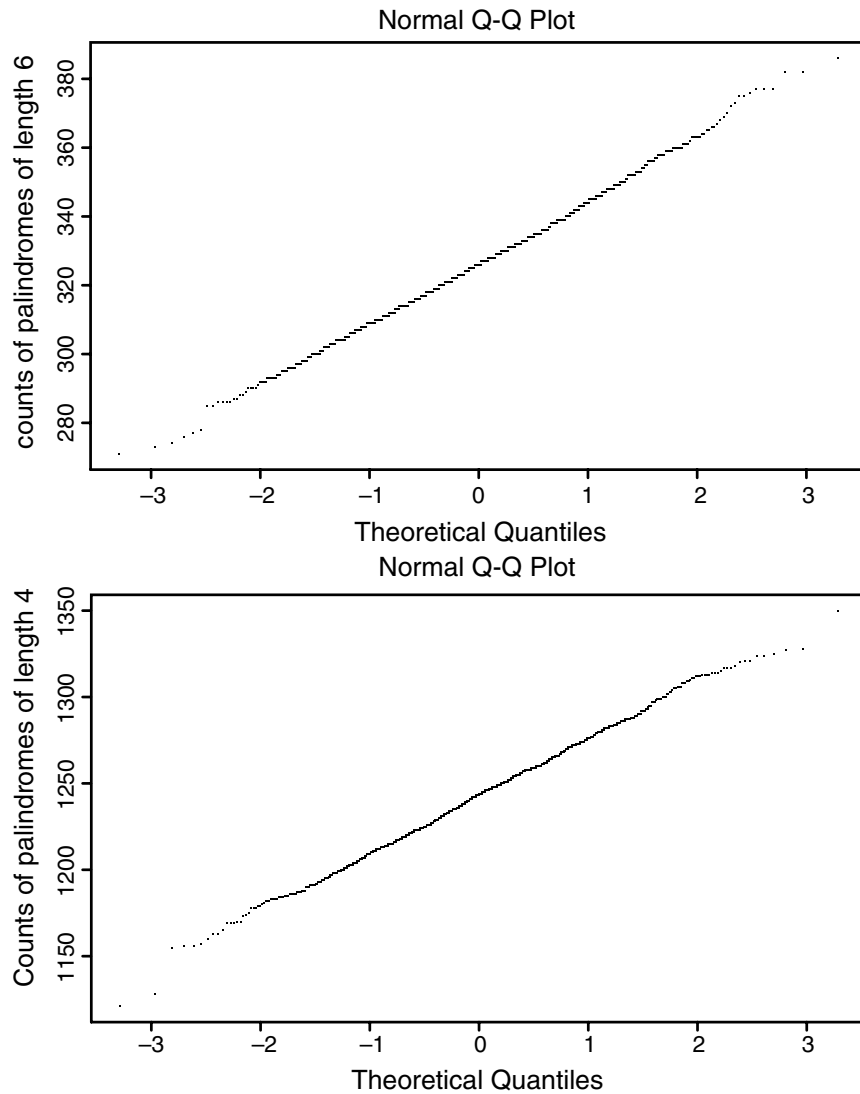 Normal Q-Q Plot
counts of palindromes of length 6
380
360
340
320
300
280
−3 −2 −1 0 1 2 3
Theoretical Quantiles
Normal Q-Q Plot
Counts of palindromes of length 4
1350
1300
1250
1200
1150
−3 −2 −1 0 1 2 3
Theoretical Quantiles